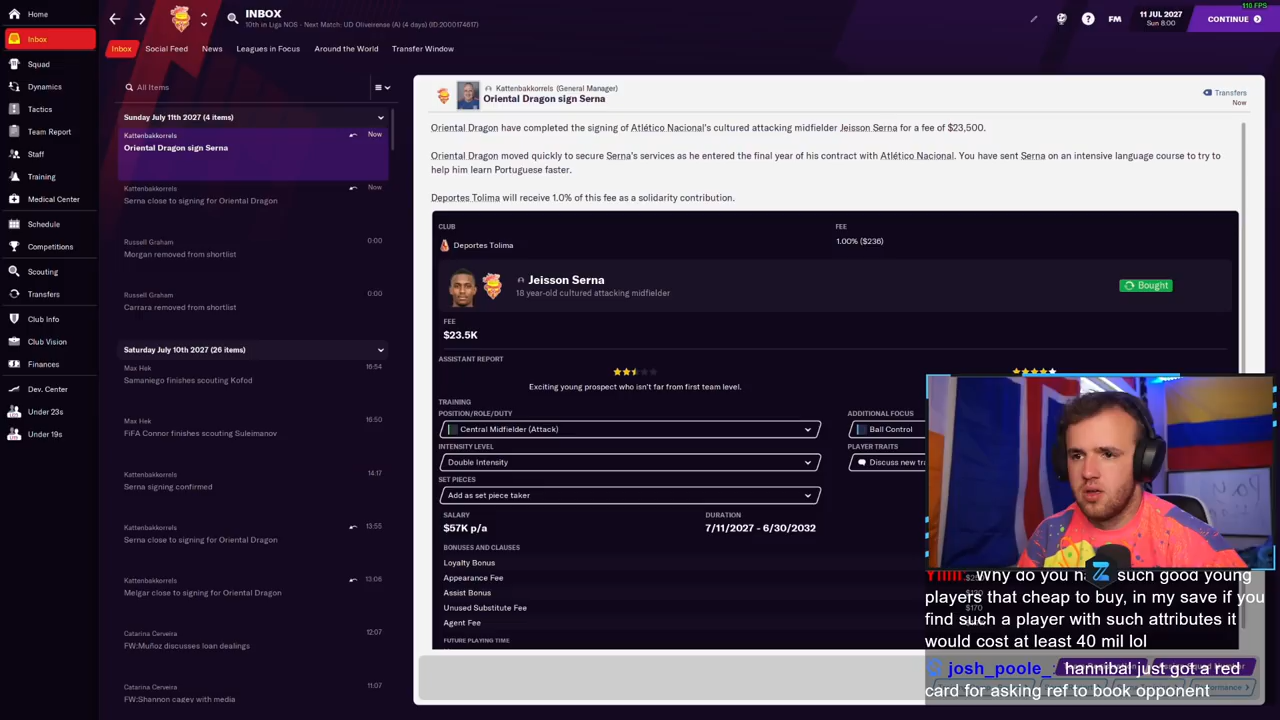 110 FPS
Home
INBOX
10th in Liga NOS - Next Match: UD Oliveirense (A) (4 days) (ID:2000174617)
FM
11 JUL 2027
Sun 8:00
CONTINUE
Inbox
Inbox
Social Feed
News
Leagues in Focus
Around the World
Transfer Window
Squad
Dynamics
Tactics
Team Report
Staff
Training
Medical Center
Schedule
Competitions
Scouting
Transfers
Club Info
Club Vision
Finances
Dev. Center
Under 23s
Under 19s
All Items
Sunday July 11th 2027 (4 items)
Kattenbakkorrels
Now
Oriental Dragon sign Serna
Kattenbakkorrels
Now
Serna close to signing for Oriental Dragon
Russell Graham
0:00
Morgan removed from shortlist
Russell Graham
0:00
Carrara removed from shortlist
Saturday July 10th 2027 (26 items)
Max Hek
16:54
Samaniego finishes scouting Kofod
Max Hek
16:50
FiFA Connor finishes scouting Suleimanov
Kattenbakkorrels
14:17
Serna signing confirmed
Kattenbakkorrels
13:55
Serna close to signing for Oriental Dragon
Kattenbakkorrels
13:06
Melgar close to signing for Oriental Dragon
Catarina Cerveira
12:07
FW:Muñoz discusses loan dealings
Catarina Cerveira
11:07
FW:Shannon cagey with media
Kattenbakkorrels (General Manager)
Oriental Dragon sign Serna
Transfers
Now
Oriental Dragon have completed the signing of Atlético Nacional's cultured attacking midfielder Jeisson Serna for a fee of $23,500.
Oriental Dragon moved quickly to secure Serna's services as he entered the final year of his contract with Atlético Nacional. You have sent Serna on an intensive language course to try to
help him learn Portuguese faster.
Deportes Tolima will receive 1.0% of this fee as a solidarity contribution.
CLUB
FEE
Deportes Tolima
1.00% ($236)
Jeisson Serna
18 year-old cultured attacking midfielder
Bought
FEE
$23.5K
ASSISTANT REPORT
Exciting young prospect who isn't far from first team level.
TRAINING
POSITION/ROLE/DUTY
ADDITIONAL FOCUS
Central Midfielder (Attack)
Ball Control
INTENSITY LEVEL
PLAYER TRAITS
Double Intensity
Discuss new tra
SET PIECES
Add as set piece taker
SALARY
DURATION
$57K p/a
7/11/2027 - 6/30/2032
BONUSES AND CLAUSES
Loyalty Bonus
Appearance Fee
Assist Bonus
Unused Substitute Fee
$170
Agent Fee
FUTURE PLAYING TIME
Yiiiii: Why do you ha Z such good young
players that cheap to buy, in my save if you
find such a player with such attributes it
would cost at least 40 mil lol
josh_poole_: hannibal just got a red
card for asking ref to book opponent